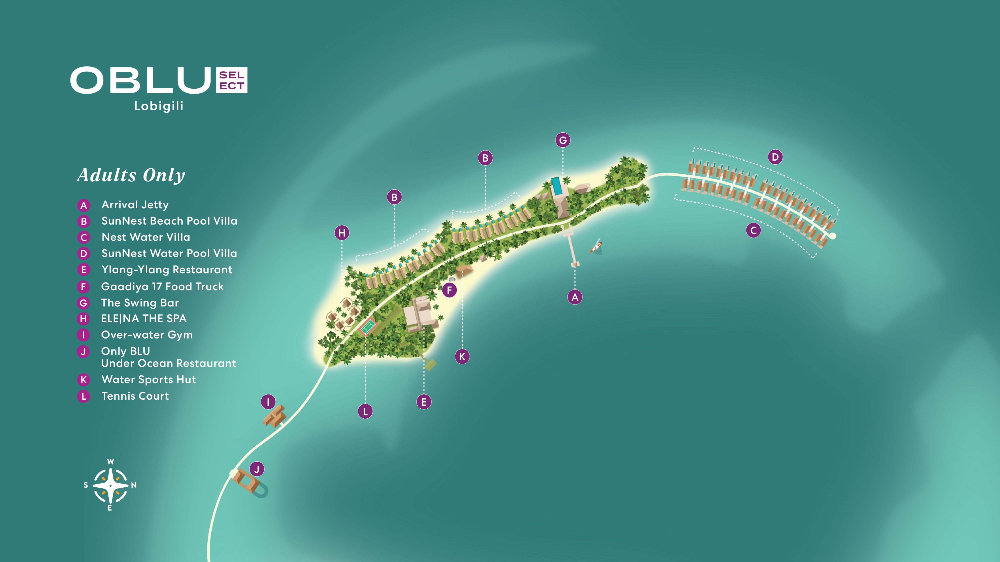 OBLU SEL
ECT
Lobigili
Adults Only
A Arrival Jetty
B SunNest Beach Pool Villa
C Nest Water Villa
D SunNest Water Pool Villa
E Ylang-Ylang Restaurant
F Gaadiya 17 Food Truck
G The Swing Bar
H ELE|NA THE SPA
I Over-water Gym
J Only BLU
Under Ocean Restaurant
K Water Sports Hut
L Tennis Court
G
D
B
B
C
H
F
A
K
I
E
L
J
W
S N
E